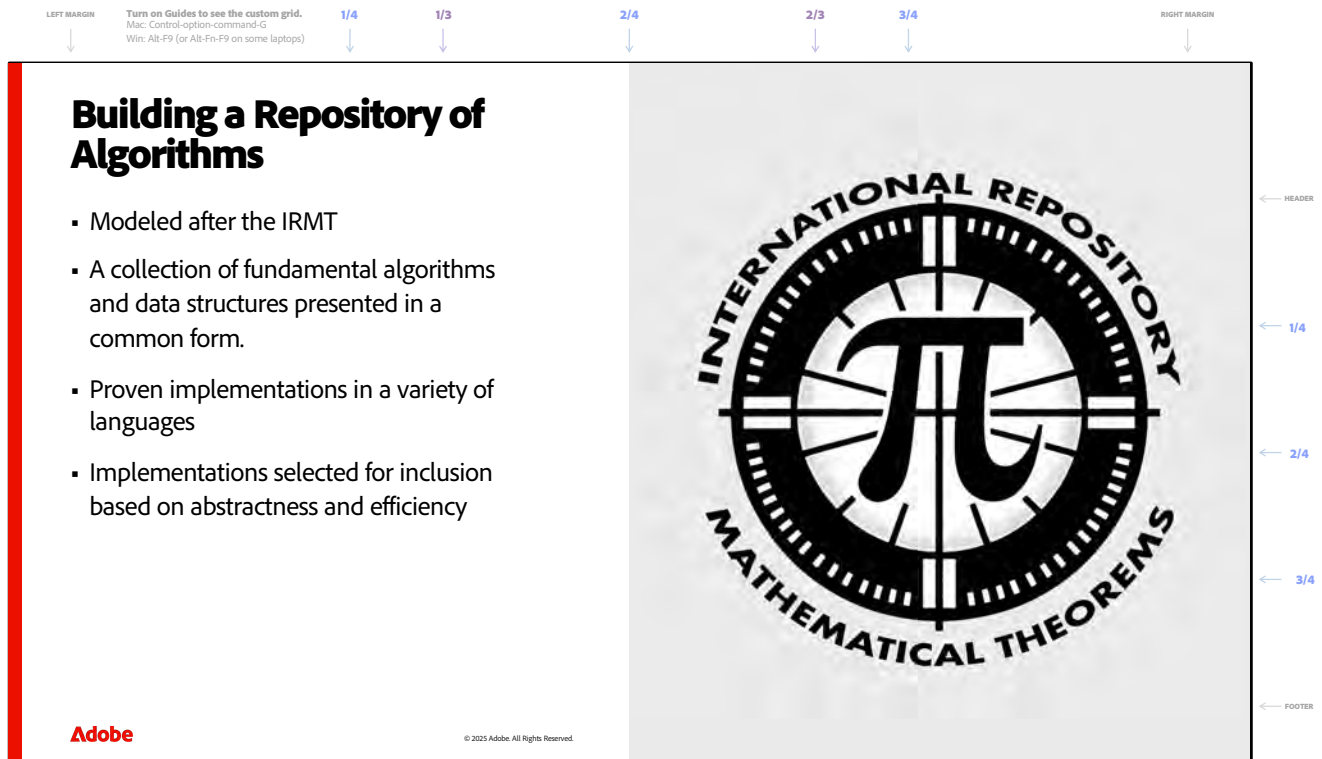 LEFT MARGIN
Turn on Guides to see the custom grid.
Mac: Control-option-command-G
Win: Alt-F9 (or Alt-Fn-F9 on some laptops)
1/4
1/3
2/4
2/3
3/4
RIGHT MARGIN
Building a Repository of
Algorithms
▪ Modeled after the IRMT
▪ A collection of fundamental algorithms
and data structures presented in a
common form.
▪ Proven implementations in a variety of
languages
▪ Implementations selected for inclusion
based on abstractness and efficiency
Adobe
© 2025 Adobe. All Rights Reserved.
INTERNATIONAL REPOSITORY
π
MATHEMATICAL THEOREMS
HEADER
1/4
2/4
3/4
FOOTER